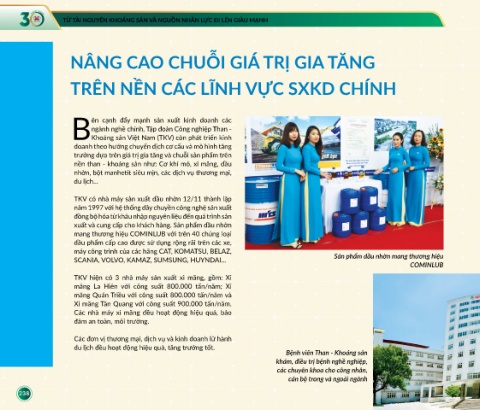 30
TỪ TÀI NGUYÊN KHOÁNG SẢN VÀ NGUỒN NHÂN LỰC ĐI LÊN GIÀU MẠNH
NÂNG CAO CHUỖI GIÁ TRỊ GIA TĂNG
TRÊN NỀN CÁC LĨNH VỰC SXKD CHÍNH
Bên cạnh đẩy mạnh sản xuất kinh doanh các
ngành nghề chính, Tập đoàn Công nghiệp Than -
Khoáng sản Việt Nam (TKV) còn phát triển kinh
doanh theo hướng chuyển dịch cơ cấu và mô hình tăng
trưởng dựa trên giá trị gia tăng và chuỗi sản phẩm trên
nền than - khoáng sản như: Cơ khí mỏ, xi măng, dầu
nhờn, bột manhetit siêu mịn, các dịch vụ thương mại,
du lịch...
TKV có nhà máy sản xuất dầu nhờn 12/11 thành lập
năm 1997 với hệ thống dây chuyền công nghệ sản xuất
đồng bộ hóa từ khâu nhập nguyên liệu đến quá trình sản
xuất và cung cấp cho khách hàng. Sản phẩm dầu nhờn
mang thương hiệu COMINLUB với trên 40 chủng loại
dầu phẩm cấp cao được sử dụng rộng rãi trên các xe,
máy công trình của các hãng CAT, KOMATSU, BELAZ,
SCANIA, VOLVO, KAMAZ, SUMSUNG, HUYNDAI...
TKV hiện có 3 nhà máy sản xuất xi măng, gồm: Xi
măng La Hiên với công suất 800.000 tấn/năm; Xi
măng Quán Triều với công suất 800.000 tấn/năm và
Xi măng Tân Quang với công suất 900.000 tấn/năm.
Các nhà máy xi măng đều hoạt động hiệu quả, bảo
đảm an toàn, môi trường.
Các đơn vị thương mại, dịch vụ và kinh doanh lữ hành
du lịch đều hoạt động hiệu quả, tăng trưởng tốt.
Sản phẩm dầu nhờn mang thương hiệu
COMINLUB
Bệnh viện Than - Khoáng sản
khám, điều trị bệnh nghề nghiệp,
các chuyên khoa cho công nhân,
cán bộ trong và ngoài ngành
238